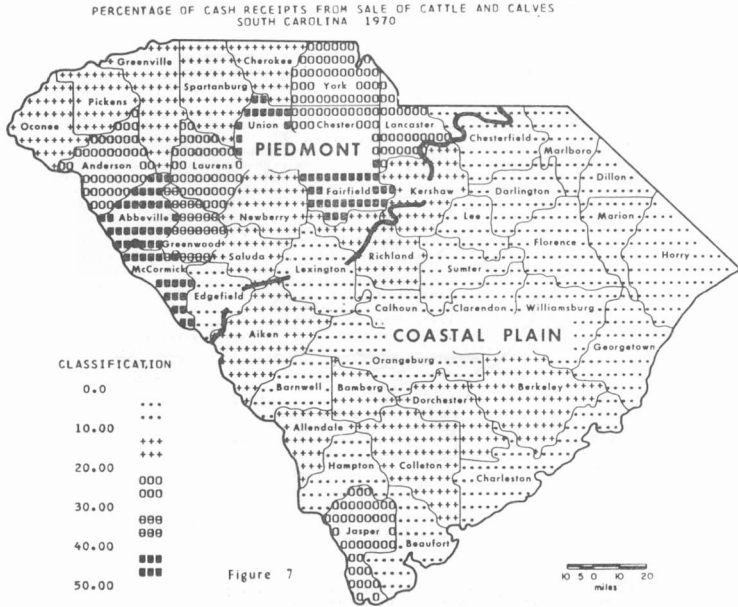 PERCENTAGE OF CASH RECEIPTS FROM SALE OF CATTLE AND CALVES
SOUTH CAROLINA 1970
Greenville
Cherokee
York
Spartanburg
Pickens
Oconee
Union
Chester
Lancaster
Chesterfield
Marlboro
PIEDMONT
Anderson
Laurens
Dillon
Fairfield
Kershaw
Darlington
Abbeville
Newberry
Lee
Marion
Greenwood
Florence
Saluda
Richland
Horry
McCormick
Lexington
Sumter
Edgefield
Calhoun
Clarendon
Williamsburg
Aiken
COASTAL PLAIN
Georgetown
Orangeburg
Barnwell
Bamberg
Berkeley
Dorchester
Allendale
Hampton
Colleton
Charleston
Jasper
Beaufort
CLASSIFICATION
0.0
10.00
20.00
30.00
40.00
50.00
Figure 7
10 5 0 10 20
miles